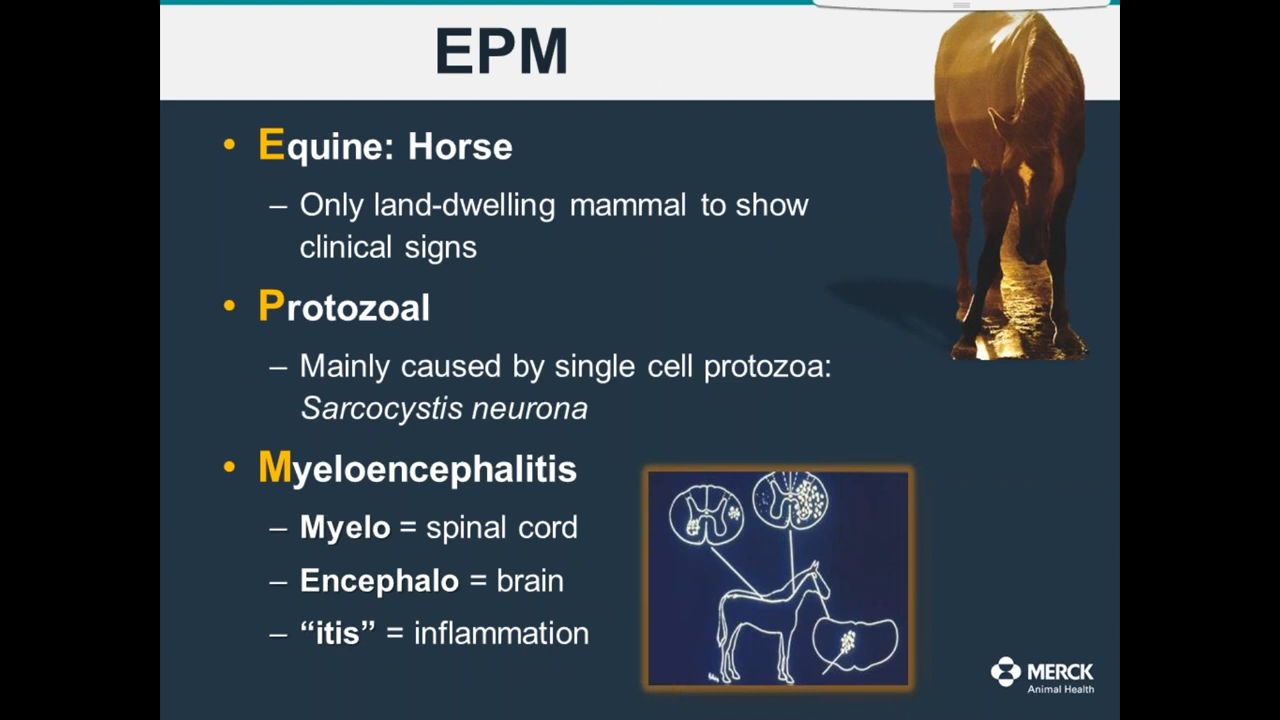 EPM
• Equine: Horse
– Only land-dwelling mammal to show
clinical signs
• Protozoal
– Mainly caused by single cell protozoa:
Sarcocystis neurona
• Myeloencephalitis
– Myelo = spinal cord
– Encephalo = brain
– “itis” = inflammation
MERCK
Animal Health